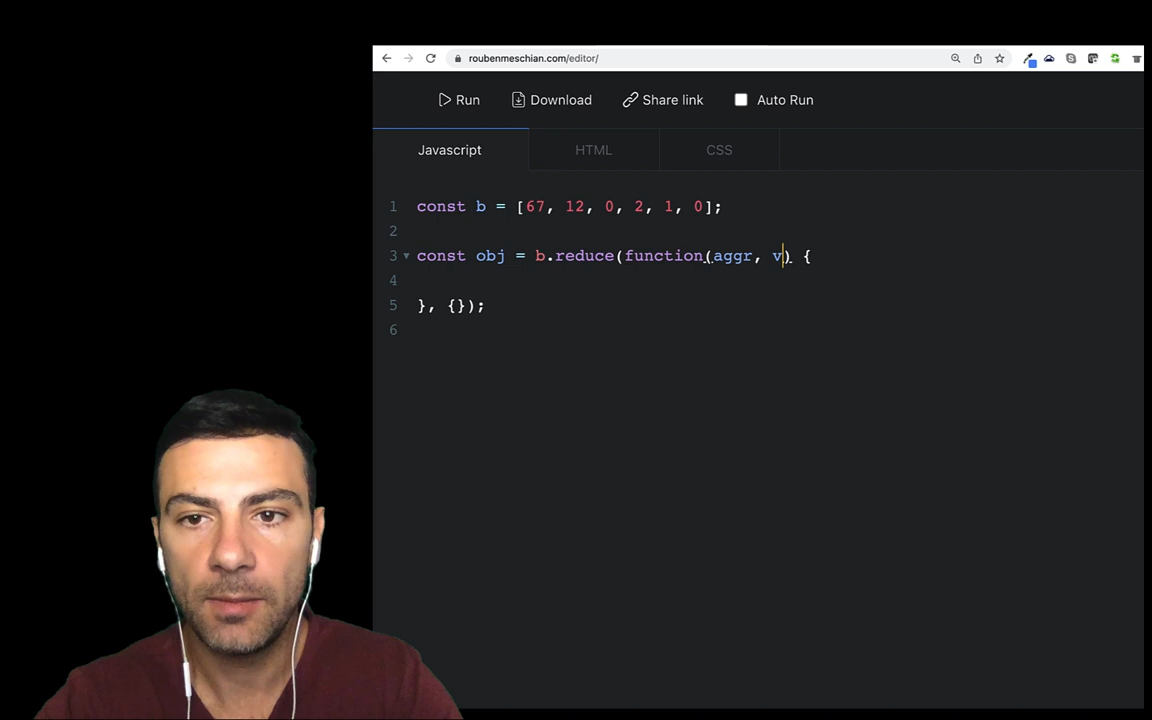 roubenmeschian.com/editor/
Run Download Share link Auto Run
Javascript HTML CSS
1 const b = [67, 12, 0, 2, 1, 0];
2
3 const obj = b.reduce(function(aggr, v) {
4
5 }, {});
6